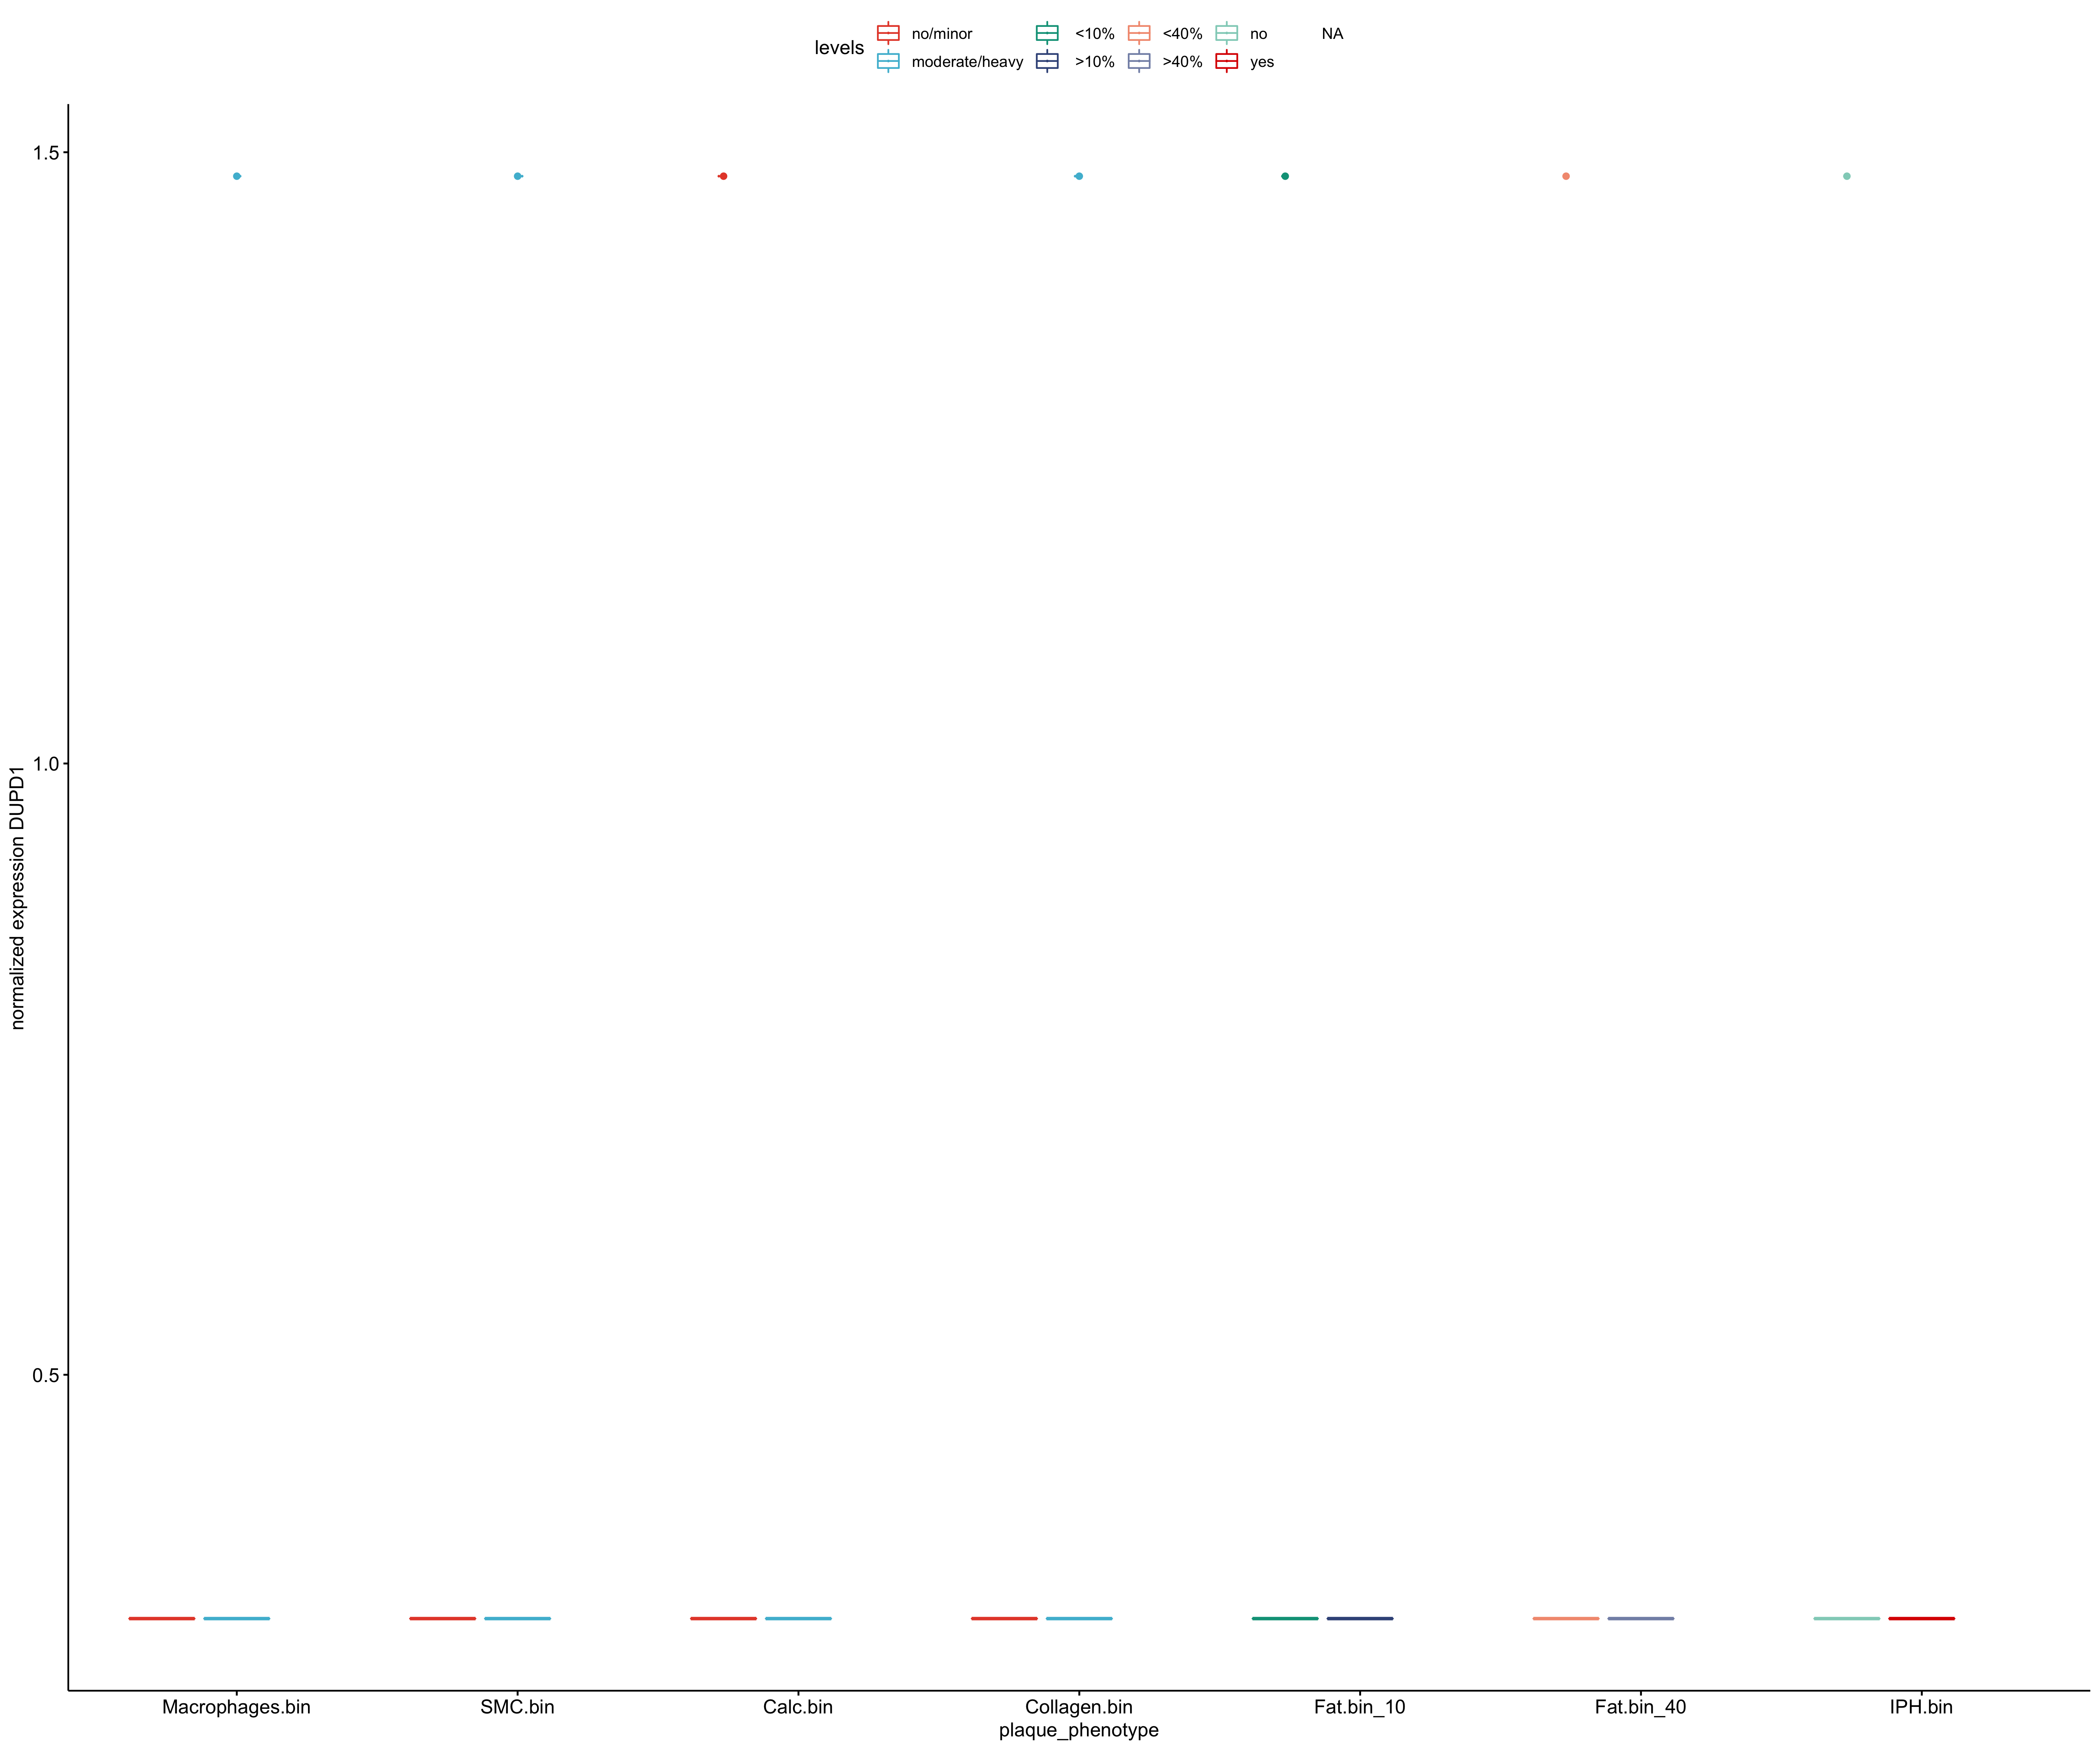 levels
no/minor <10% <40% no NA
moderate/heavy >10% >40% yes
1.5
1.0
0.5
normalized expression DUPD1
Macrophages.bin SMC.bin Calc.bin Collagen.bin Fat.bin_10 Fat.bin_40 IPH.bin
plaque_phenotype